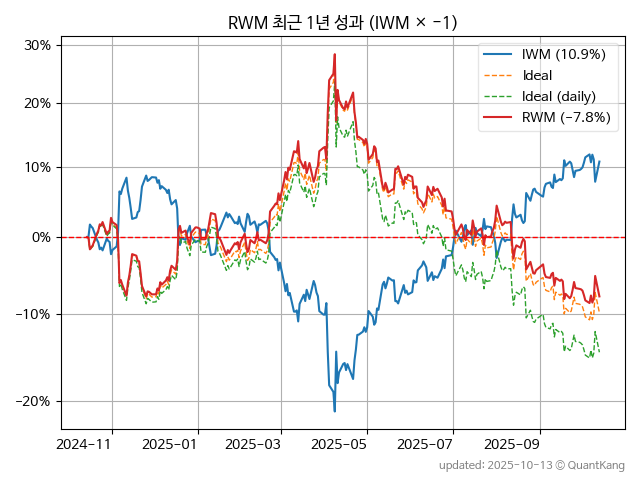 RWM 최근 1년 성과 (IWM × −1)
30%
20%
10%
0%
−10%
−20%
IWM (10.9%)
Ideal
Ideal (daily)
RWM (−7.8%)
2024-11
2025-01
2025-03
2025-05
2025-07
2025-09
updated: 2025-10-13 © QuantKang